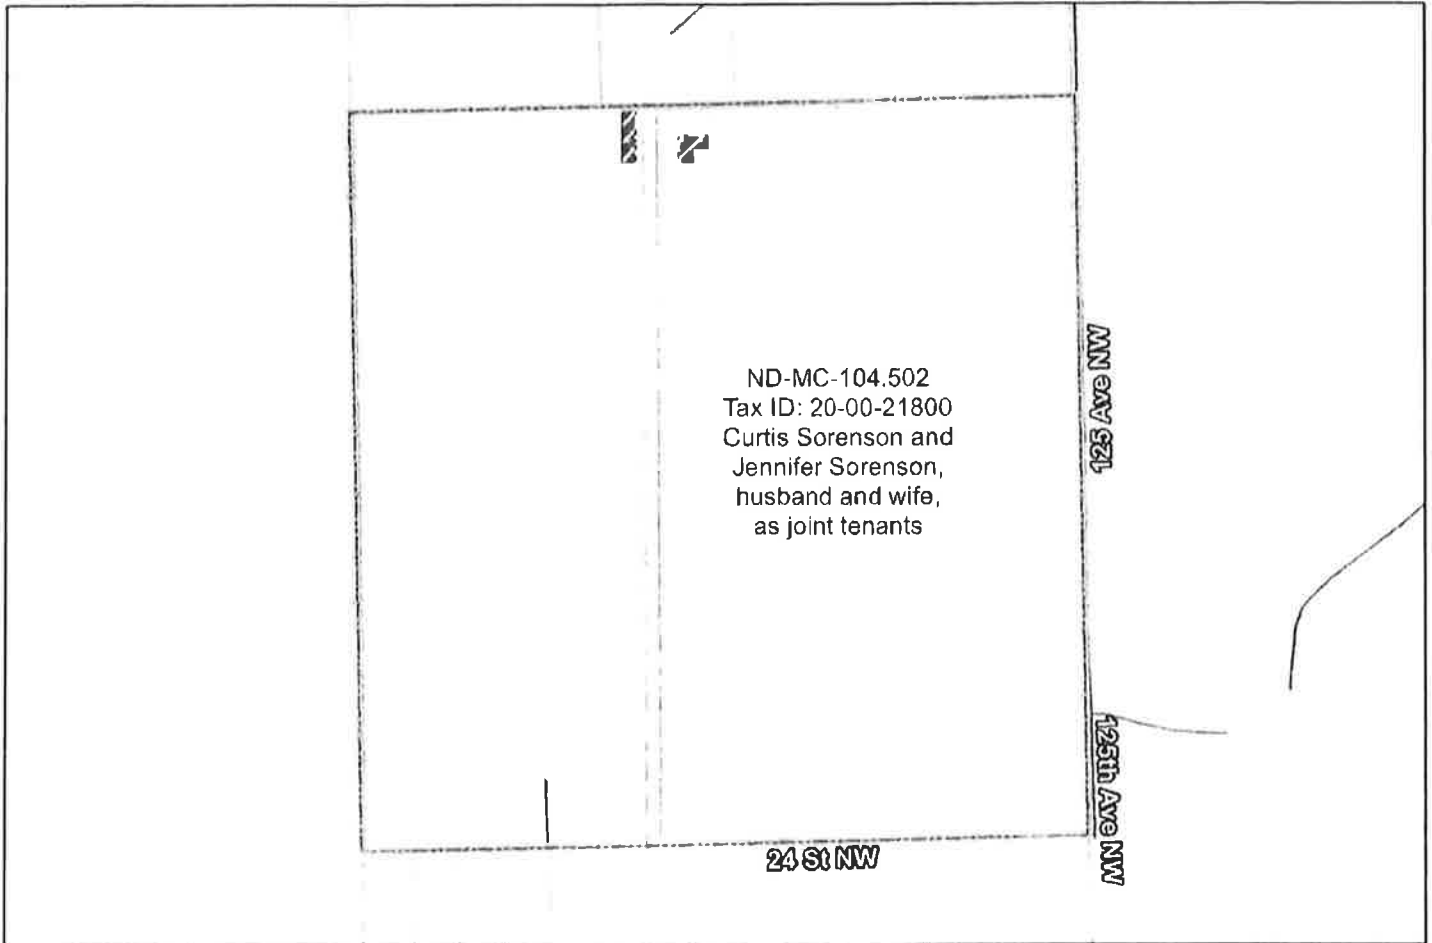 ND-MC-104.502
Tax ID: 20-00-21800
Curtis Sorenson and
Jennifer Sorenson,
husband and wife,
as joint tenants
125 Ave NW
125th Ave NW
24 St NW